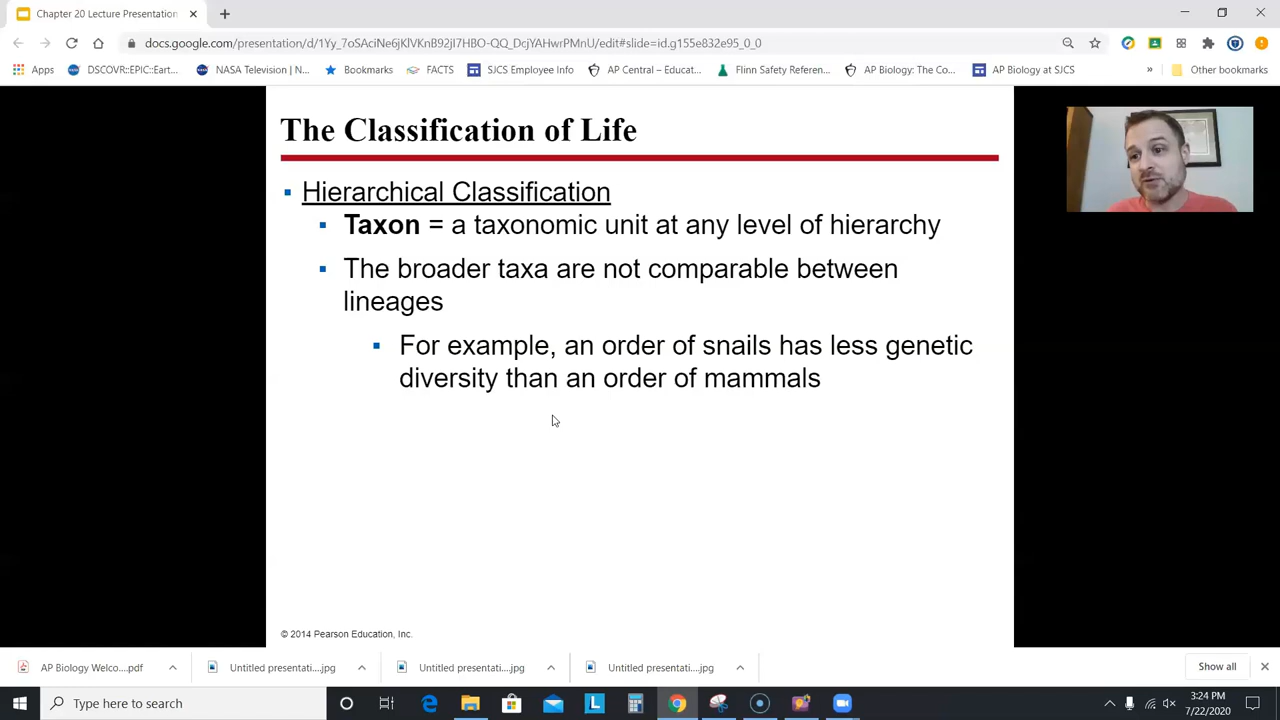 Chapter 20 Lecture Presentation
docs.google.com/presentation/d/1Yy_7oSAciNe6jKlVKnB92iI7HBO-QQ_DcjYAHwrPMnU/edit#slide=id.g155e832e95_0_0
Apps
DSCOVR::EPIC::Eart...
NASA Television | N...
Bookmarks
FACTS
SJCS Employee Info
AP Central – Educat...
Flinn Safety Referen...
AP Biology: The Co...
AP Biology at SJCS
»
Other bookmarks
The Classification of Life
▪ Hierarchical Classification
▪ Taxon = a taxonomic unit at any level of hierarchy
▪ The broader taxa are not comparable between
lineages
▪ For example, an order of snails has less genetic
diversity than an order of mammals
© 2014 Pearson Education, Inc.
AP Biology Welco....pdf
Untitled presentati...jpg
Untitled presentati...jpg
Untitled presentati...jpg
Show all
Type here to search
3:24 PM
7/22/2020